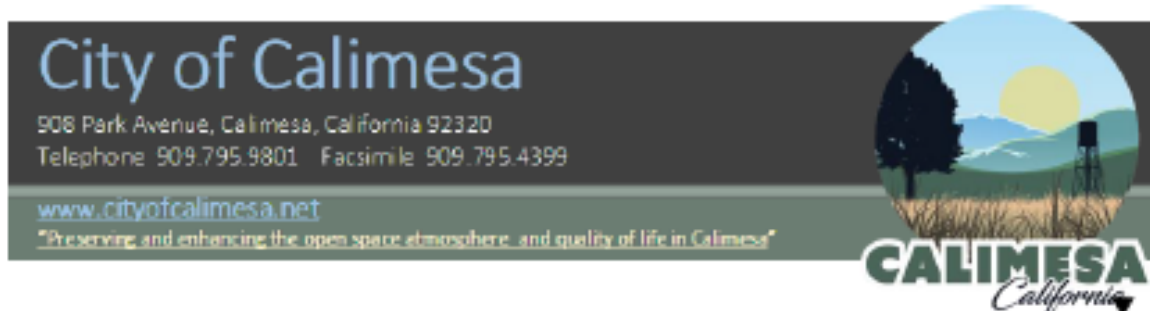 City of Calimesa
908 Park Avenue, Calimesa, California 92320
Telephone 909.795.9801 Facsimile 909.795.4399
www.cityofcalimesa.net
"Preserving and enhancing the open space atmosphere and quality of life in Calimesa"
CALIMESA
California